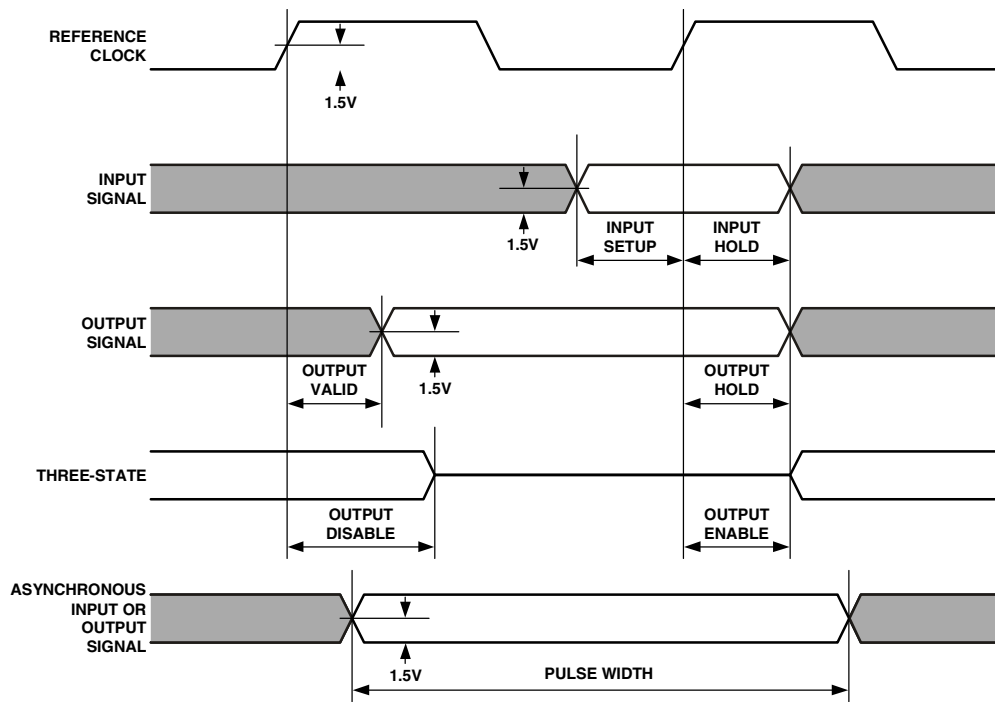 REFERENCE
CLOCK
1.5V
INPUT
SIGNAL
1.5V
INPUT
SETUP
INPUT
HOLD
OUTPUT
SIGNAL
OUTPUT
VALID
1.5V
OUTPUT
HOLD
THREE-STATE
OUTPUT
DISABLE
OUTPUT
ENABLE
ASYNCHRONOUS
INPUT OR
OUTPUT
SIGNAL
1.5V
PULSE WIDTH